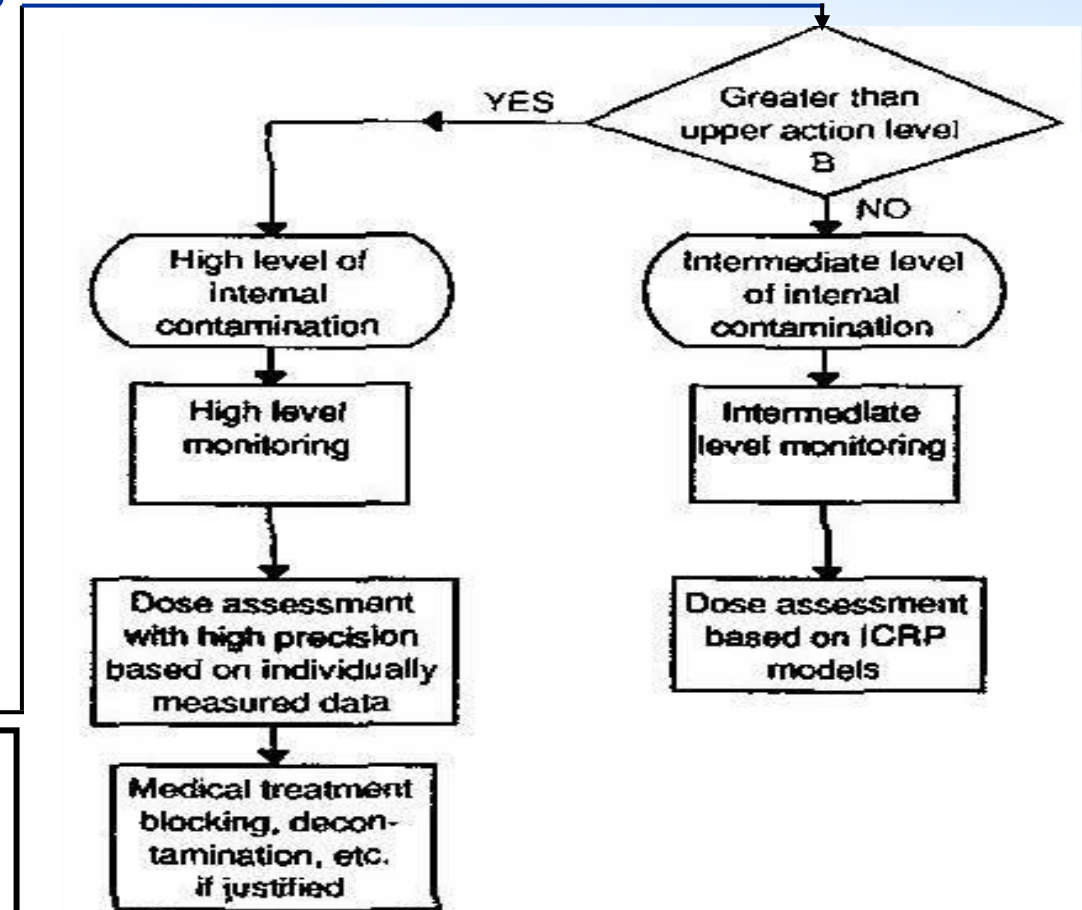 Greater than
upper action level
B
YES
NO
High level of
internal
contamination
Intermediate level
of internal
contamination
High level
monitoring
Intermediate
level monitoring
Dose assessment
with high precision
based on individually
measured data
Dose assessment
based on ICRP
models
Medical treatment
blocking, decon-
tamination, etc.
if justified